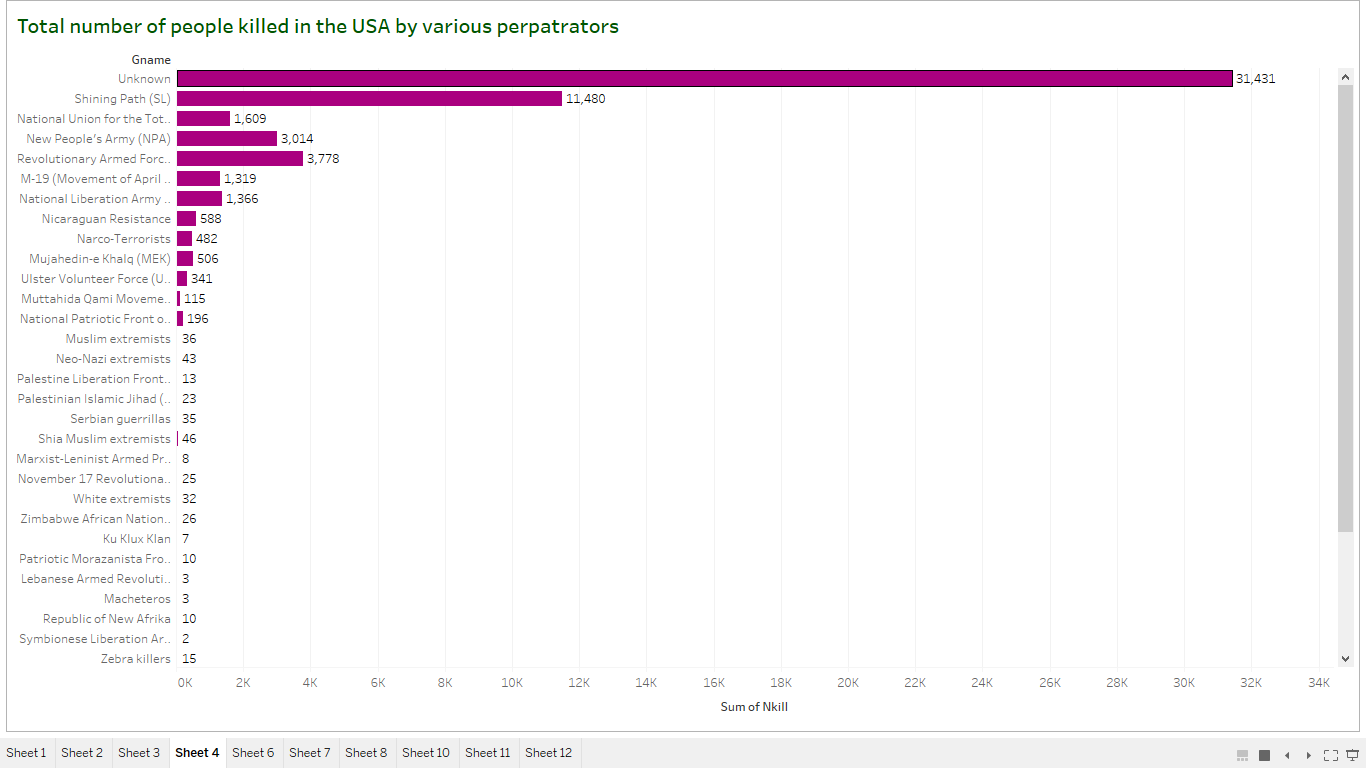 Total number of people killed in the USA by various perpatrators
Gname
Unknown 31,431
Shining Path (SL) 11,480
National Union for the Tot.. 1,609
New People's Army (NPA) 3,014
Revolutionary Armed Forc.. 3,778
M-19 (Movement of April .. 1,319
National Liberation Army .. 1,366
Nicaraguan Resistance 588
Narco-Terrorists 482
Mujahedin-e Khalq (MEK) 506
Ulster Volunteer Force (U.. 341
Muttahida Qami Moveme.. 115
National Patriotic Front o.. 196
Muslim extremists 36
Neo-Nazi extremists 43
Palestine Liberation Front.. 13
Palestinian Islamic Jihad (.. 23
Serbian guerrillas 35
Shia Muslim extremists 46
Marxist-Leninist Armed Pr.. 8
November 17 Revolutiona.. 25
White extremists 32
Zimbabwe African Nation.. 26
Ku Klux Klan 7
Patriotic Morazanista Fro.. 10
Lebanese Armed Revoluti.. 3
Macheteros 3
Republic of New Afrika 10
Symbionese Liberation Ar.. 2
Zebra killers 15
0K 2K 4K 6K 8K 10K 12K 14K 16K 18K 20K 22K 24K 26K 28K 30K 32K 34K
Sum of Nkill
Sheet 1 Sheet 2 Sheet 3 Sheet 4 Sheet 6 Sheet 7 Sheet 8 Sheet 10 Sheet 11 Sheet 12